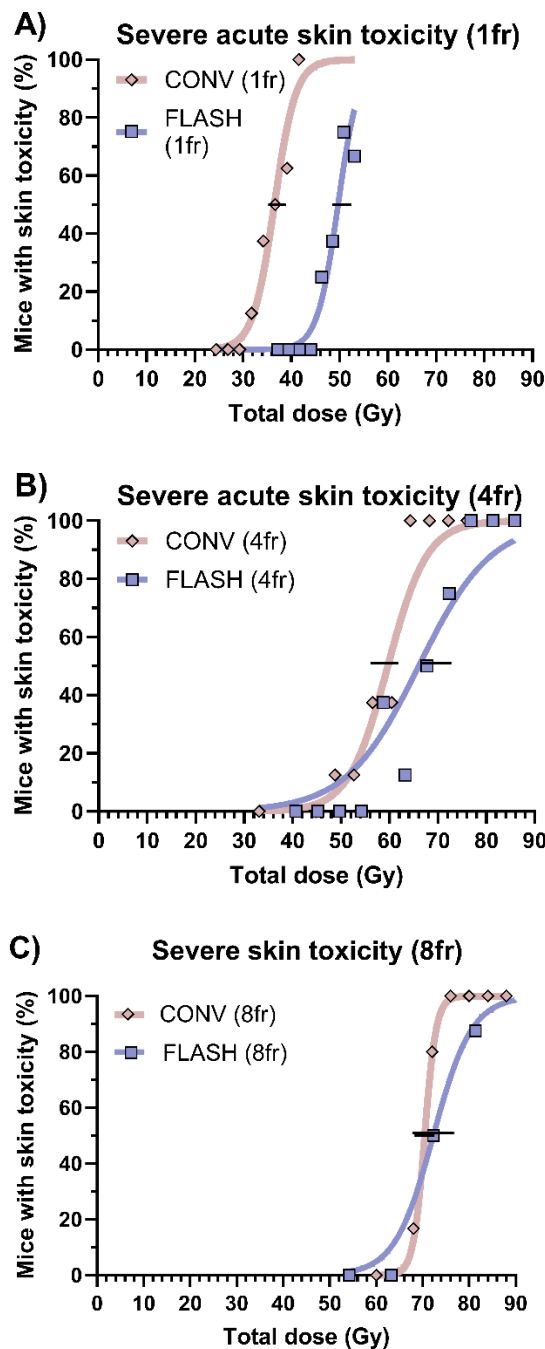 A)
Severe acute skin toxicity (1fr)
Mice with skin toxicity (%)
100
80
60
40
20
0
CONV (1fr)
FLASH
(1fr)
0 10 20 30 40 50 60 70 80 90
Total dose (Gy)
B)
Severe acute skin toxicity (4fr)
Mice with skin toxicity (%)
100
80
60
40
20
0
CONV (4fr)
FLASH (4fr)
0 10 20 30 40 50 60 70 80 90
Total dose (Gy)
C)
Severe skin toxicity (8fr)
Mice with skin toxicity (%)
100
80
60
40
20
0
CONV (8fr)
FLASH (8fr)
0 10 20 30 40 50 60 70 80 90
Total dose (Gy)